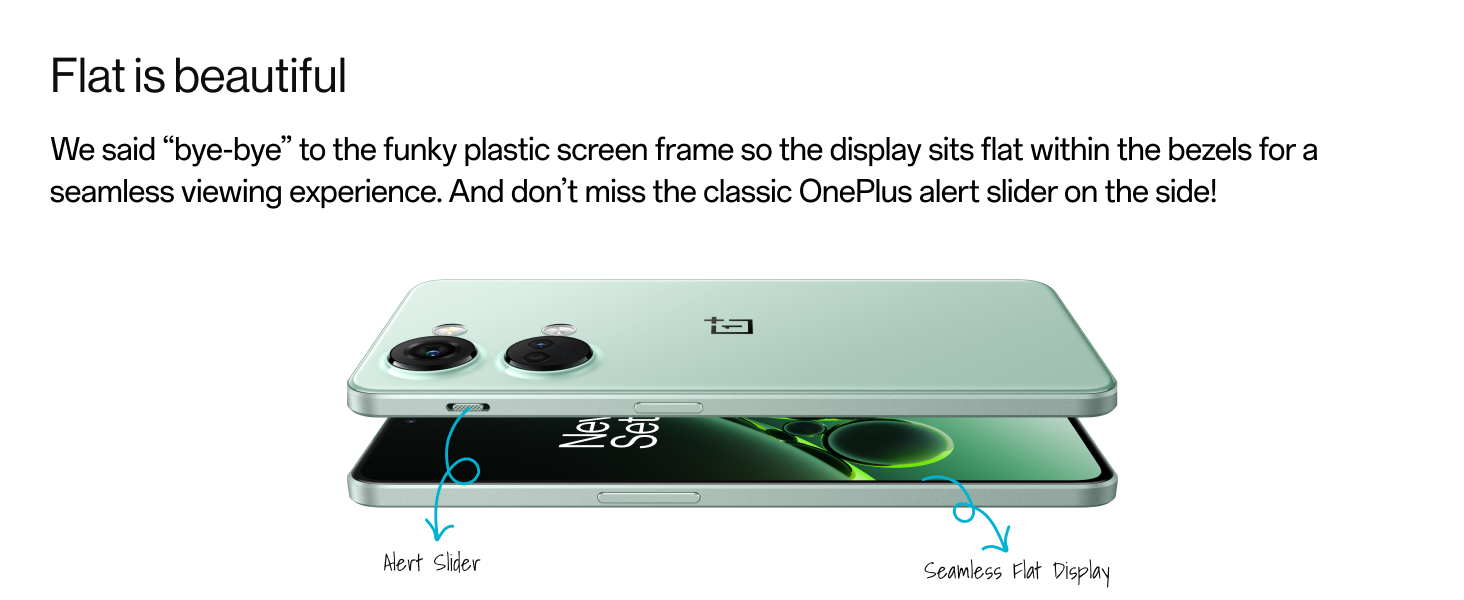 Flat is beautiful
We said “bye-bye” to the funky plastic screen frame so the display sits flat within the bezels for a
seamless viewing experience. And don’t miss the classic OnePlus alert slider on the side!
Alert Slider
Seamless Flat Display